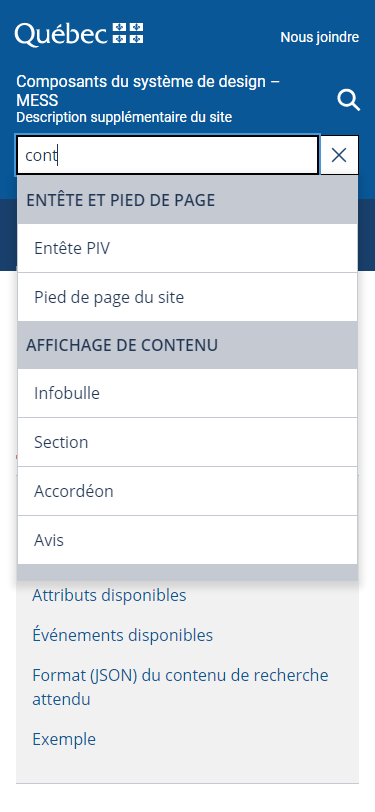 Québec
Nous joindre
Composants du système de design –
MESS
Description supplémentaire du site
cont
ENTÊTE ET PIED DE PAGE
Entête PIV
Pied de page du site
AFFICHAGE DE CONTENU
Infobulle
Section
Accordéon
Avis
Attributs disponibles
Événements disponibles
Format (JSON) du contenu de recherche
attendu
Exemple